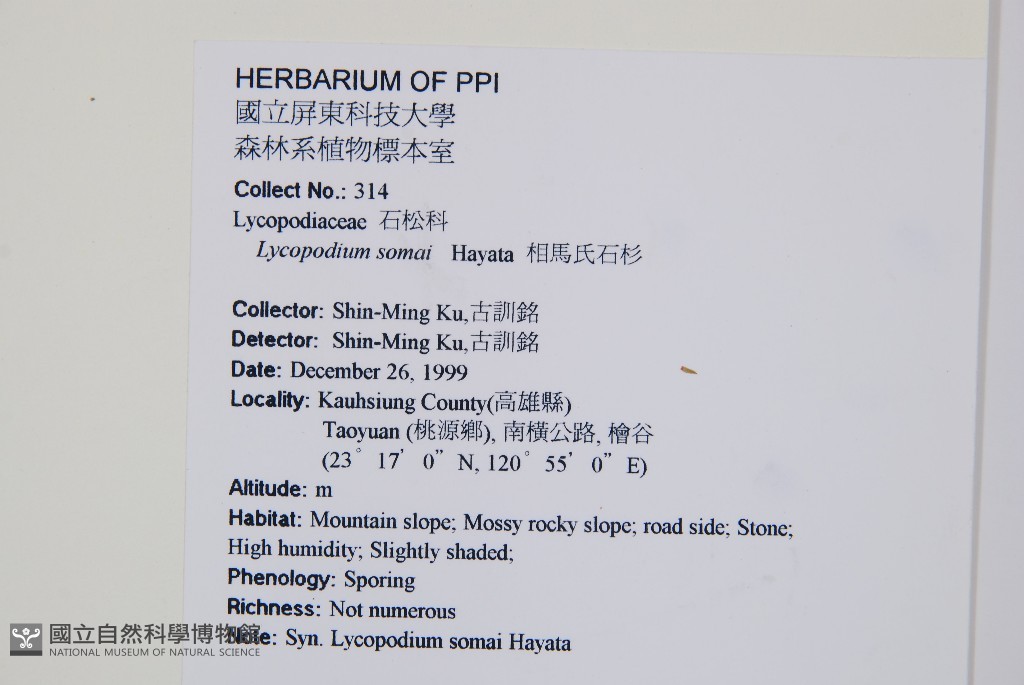 HERBARIUM OF PPI
國立屏東科技大學
森林系植物標本室
Collect No.: 314
Lycopodiaceae 石松科
Lycopodium somai Hayata 相馬氏石杉
Collector: Shin-Ming Ku,古訓銘
Detector: Shin-Ming Ku,古訓銘
Date: December 26, 1999
Locality: Kauhsiung County(高雄縣)
Taoyuan (桃源鄉), 南橫公路, 檜谷
(23° 17' 0" N, 120° 55' 0" E)
Altitude: m
Habitat: Mountain slope; Mossy rocky slope; road side; Stone;
High humidity; Slightly shaded;
Phenology: Sporing
Richness: Not numerous
Note: Syn. Lycopodium somai Hayata
國立自然科學博物館
NATIONAL MUSEUM OF NATURAL SCIENCE